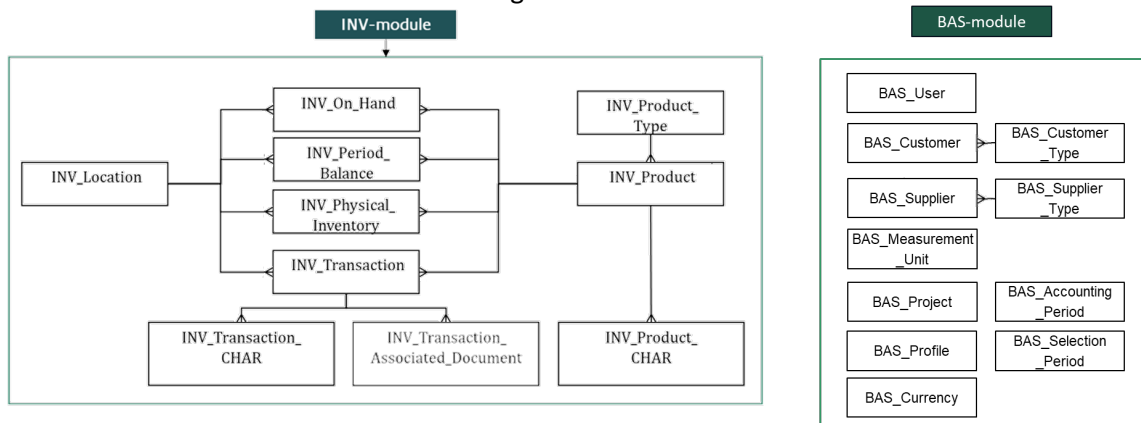 INV-module
INV_On_Hand
INV_Period_
Balance
INV_Physical_
Inventory
INV_Transaction
INV_Location
INV_Product_
Type
INV_Product
INV_Transaction_
CHAR
INV_Transaction_
Associated_Document
INV_Product_
CHAR
BAS-module
BAS_User
BAS_Customer
BAS_Customer
_Type
BAS_Supplier
BAS_Supplier
_Type
BAS_Measurement
_Unit
BAS_Project
BAS_Accounting
_Period
BAS_Profile
BAS_Selection
_Period
BAS_Currency